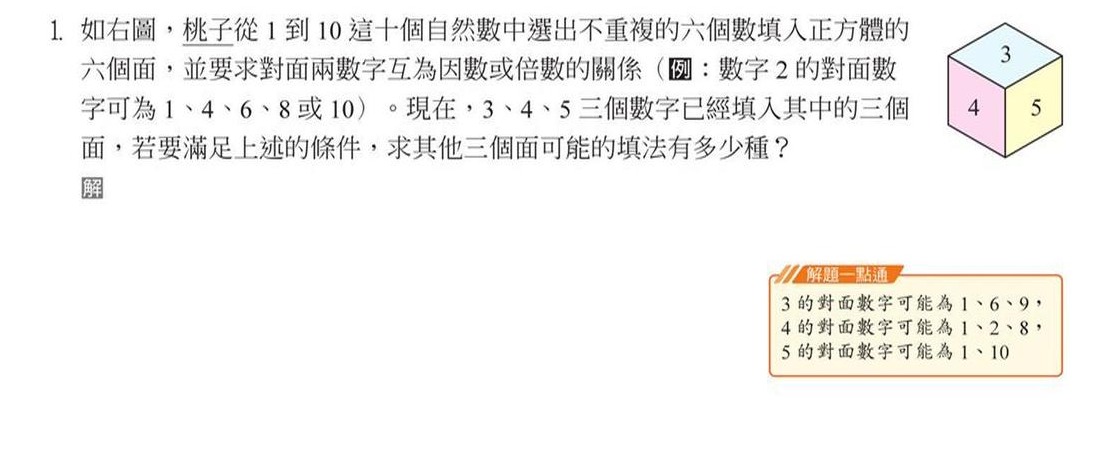 1. 如右圖，桃子從 1 到 10 這十個自然數中選出不重複的六個數填入正方體的
六個面，並要求對面兩數字互為因數或倍數的關係（例：數字 2 的對面數
字可為 1、4、6、8 或 10）。現在，3、4、5 三個數字已經填入其中的三個
面，若要滿足上述的條件，求其他三個面可能的填法有多少種？
解
3
4
5
解題一點通
3 的對面數字可能為 1、6、9，
4 的對面數字可能為 1、2、8，
5 的對面數字可能為 1、10